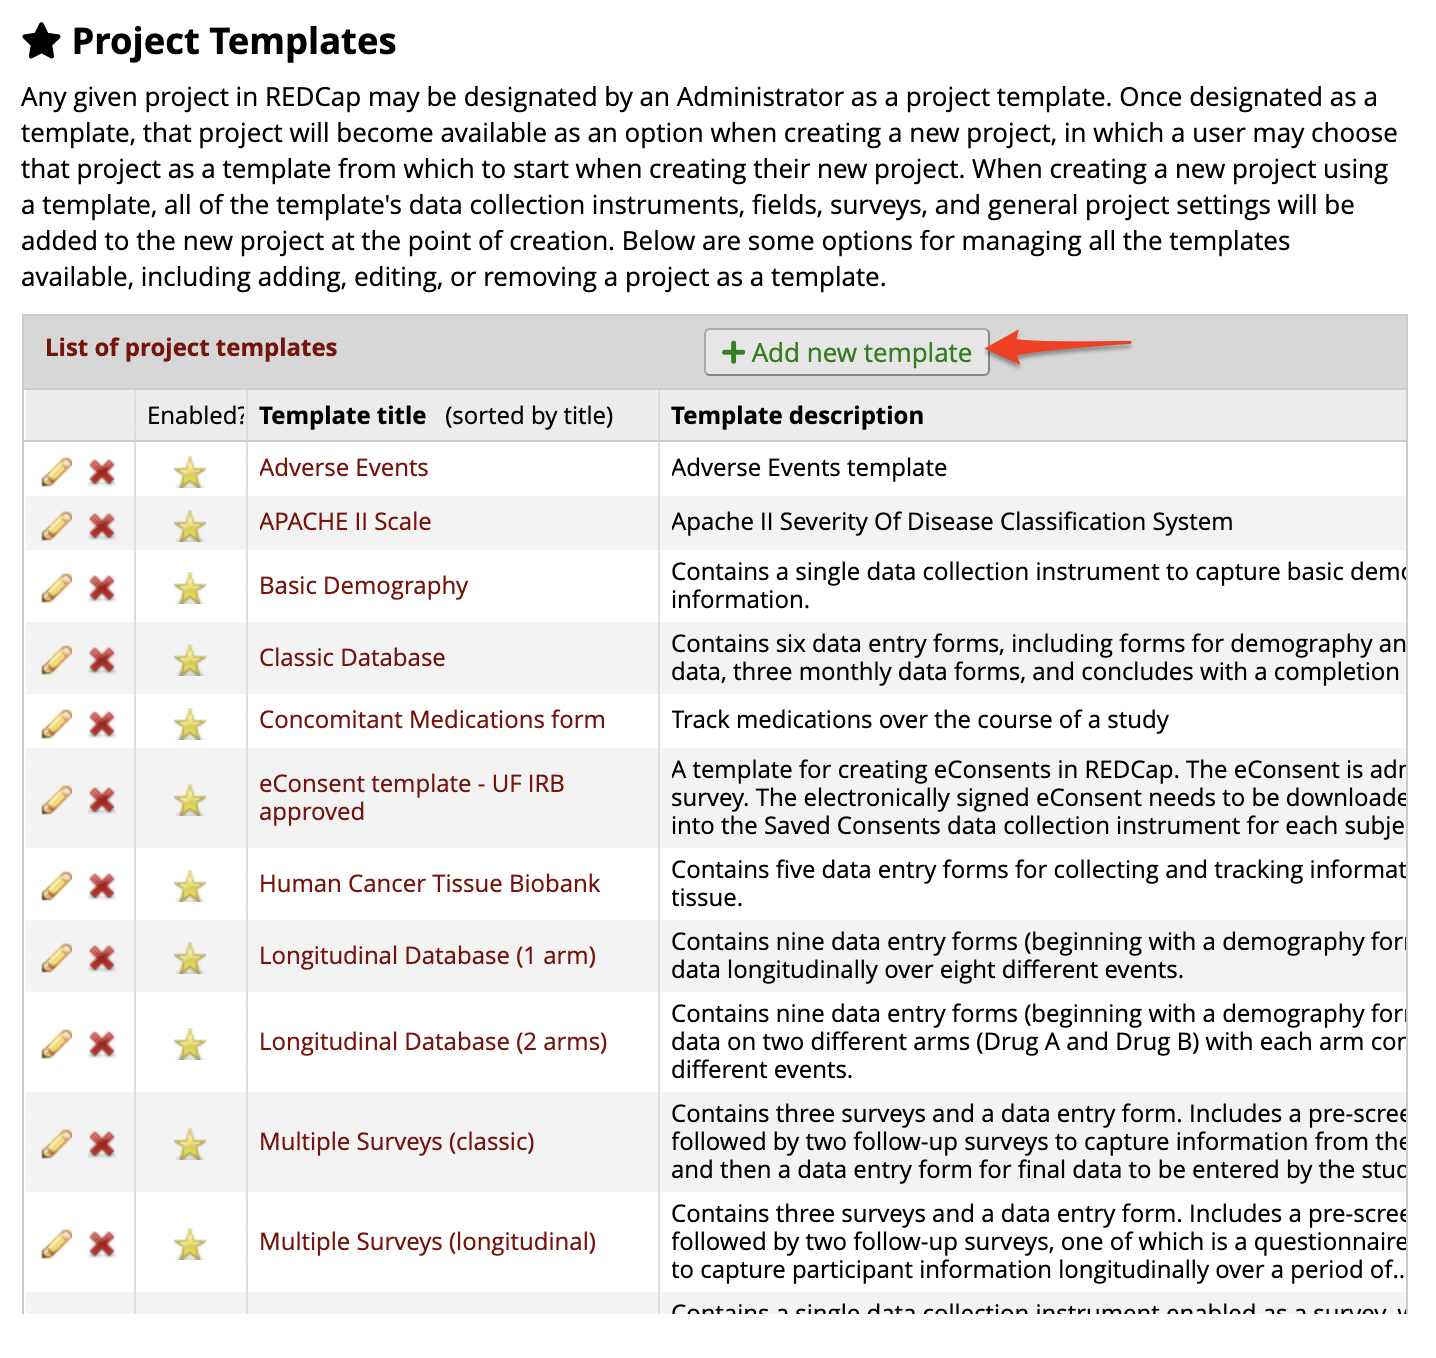 Project Templates
Any given project in REDCap may be designated by an Administrator as a project template. Once designated as a
template, that project will become available as an option when creating a new project, in which a user may choose
that project as a template from which to start when creating their new project. When creating a new project using
a template, all of the template's data collection instruments, fields, surveys, and general project settings will be
added to the new project at the point of creation. Below are some options for managing all the templates
available, including adding, editing, or removing a project as a template.
List of project templates
Add new template
Enabled? Template title (sorted by title) Template description
Adverse Events
Adverse Events template
APACHE II Scale
Apache II Severity Of Disease Classification System
Basic Demography
Contains a single data collection instrument to capture basic
information.
Classic Database
Contains six data entry forms, including forms for demography
data, three monthly data forms, and concludes with a completion
Concomitant Medications form
Track medications over the course of a study
eConsent template - UF IRB
approved
A template for creating eConsents in REDCap. The eConsent is
survey. The electronically signed eConsent needs to be
into the Saved Consents data collection instrument for each
Human Cancer Tissue Biobank
Contains five data entry forms for collecting and tracking
tissue.
Longitudinal Database (1 arm)
Contains nine data entry forms (beginning with a demography
data longitudinally over eight different events.
Longitudinal Database (2 arms)
Contains nine data entry forms (beginning with a demography
data on two different arms (Drug A and Drug B) with each arm
different events.
Multiple Surveys (classic)
Contains three surveys and a data entry form. Includes a
followed by two follow-up surveys to capture information from
and then a data entry form for final data to be entered by the
Multiple Surveys (longitudinal)
Contains three surveys and a data entry form. Includes a
followed by two follow-up surveys, one of which is a questionnaire
to capture participant information longitudinally over a period of...
Contains a single data collection instrument enabled as a survey,